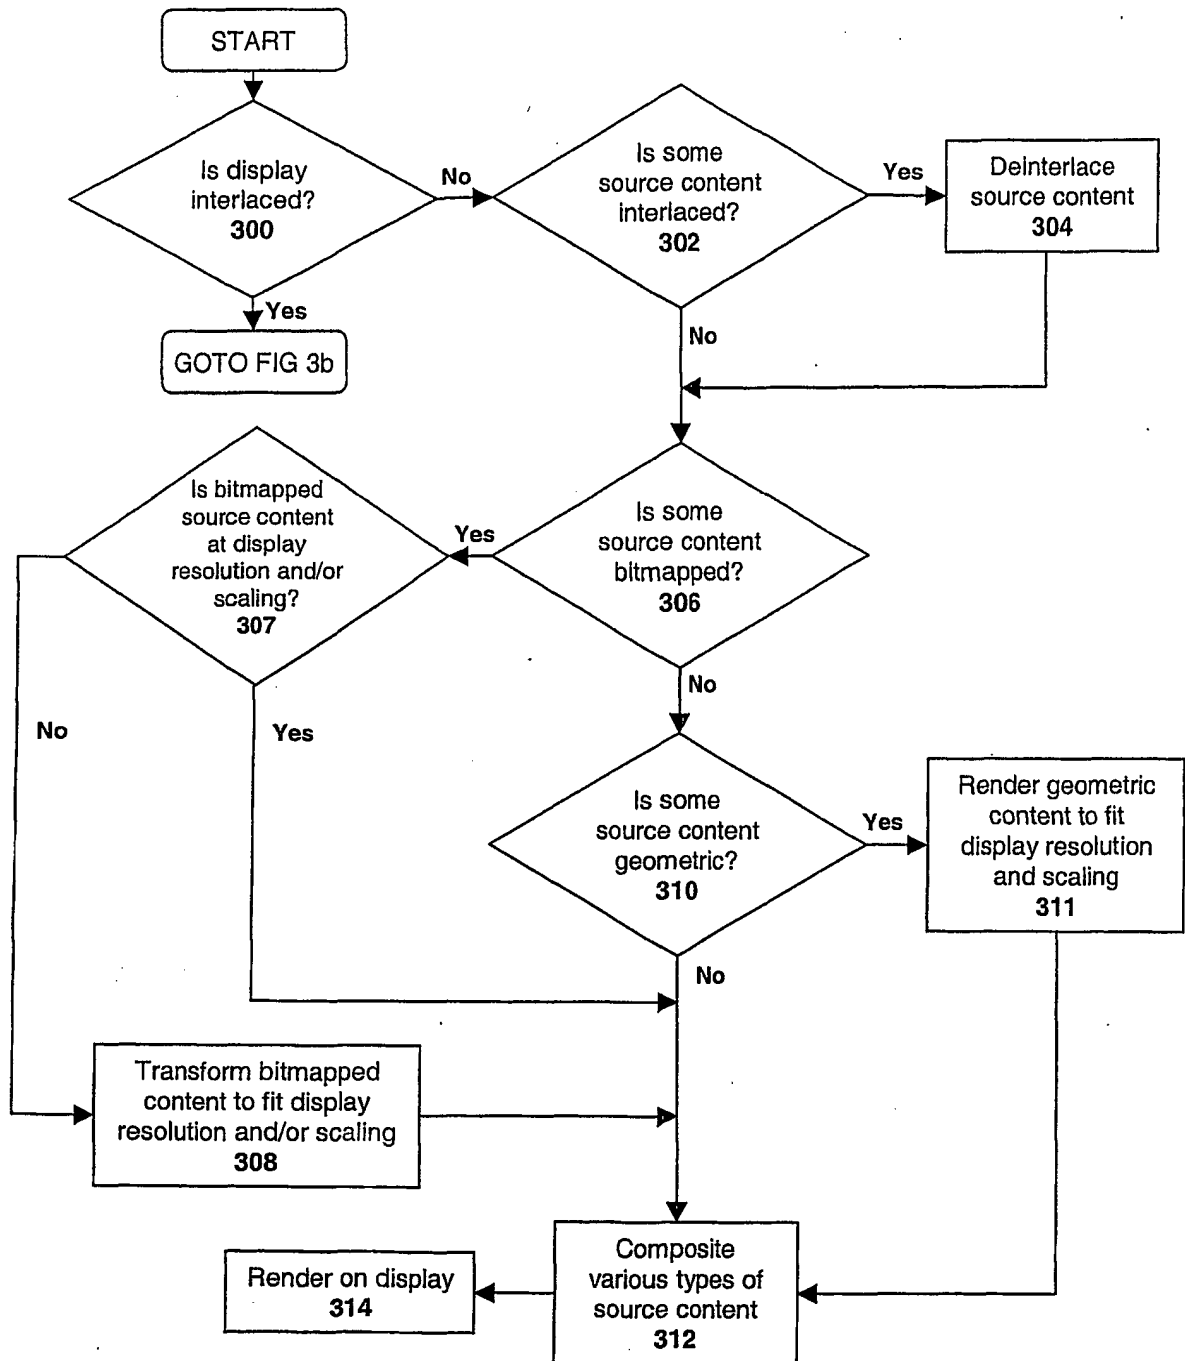 START
Is display
interlaced?
300
No
Yes
GOTO FIG 3b
Is some
source content
interlaced?
302
Yes
No
Deinterlace
source content
304
Is bitmapped
source content
at display
resolution and/or
scaling?
307
Yes
Is some
source content
bitmapped?
306
No
No
Yes
Is some
source content
geometric?
310
Yes
No
Render geometric
content to fit
display resolution
and scaling
311
Transform bitmapped
content to fit display
resolution and/or scaling
308
Render on display
314
Composite
various types of
source content
312